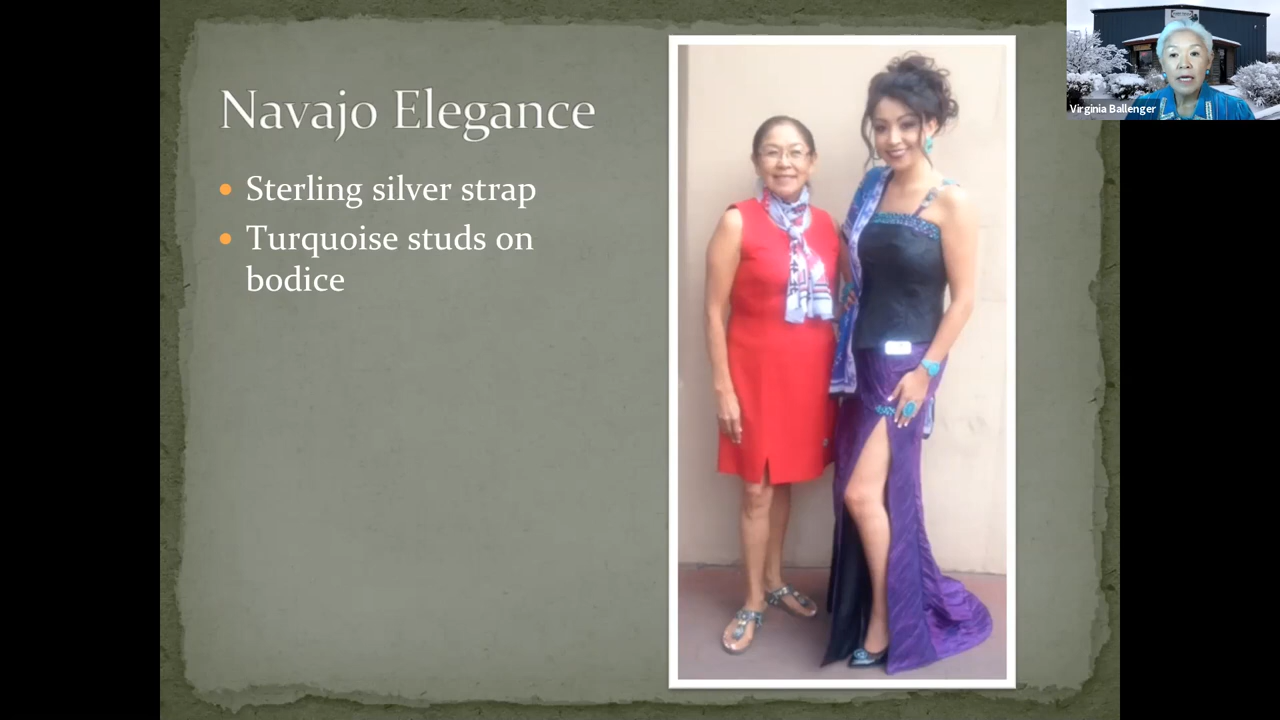 Navajo Elegance
Sterling silver strap
Turquoise studs on
bodice
Virginia Ballenger